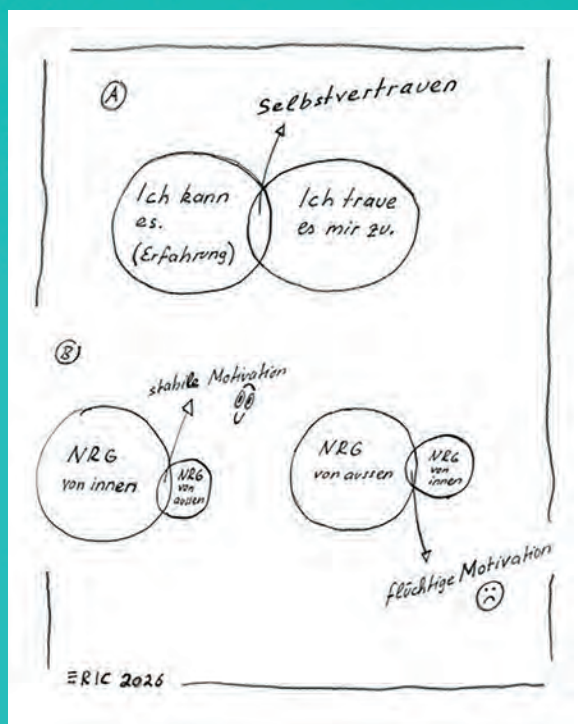 A
Selbstvertrauen
Ich kann
es.
(Erfahrung)
Ich traue
es mir zu.
B
stabile Motivation
NRG
von innen
NRG
von
aussen
NRG
von aussen
NRG
von
innen
flüchtige Motivation
ERIC 2026